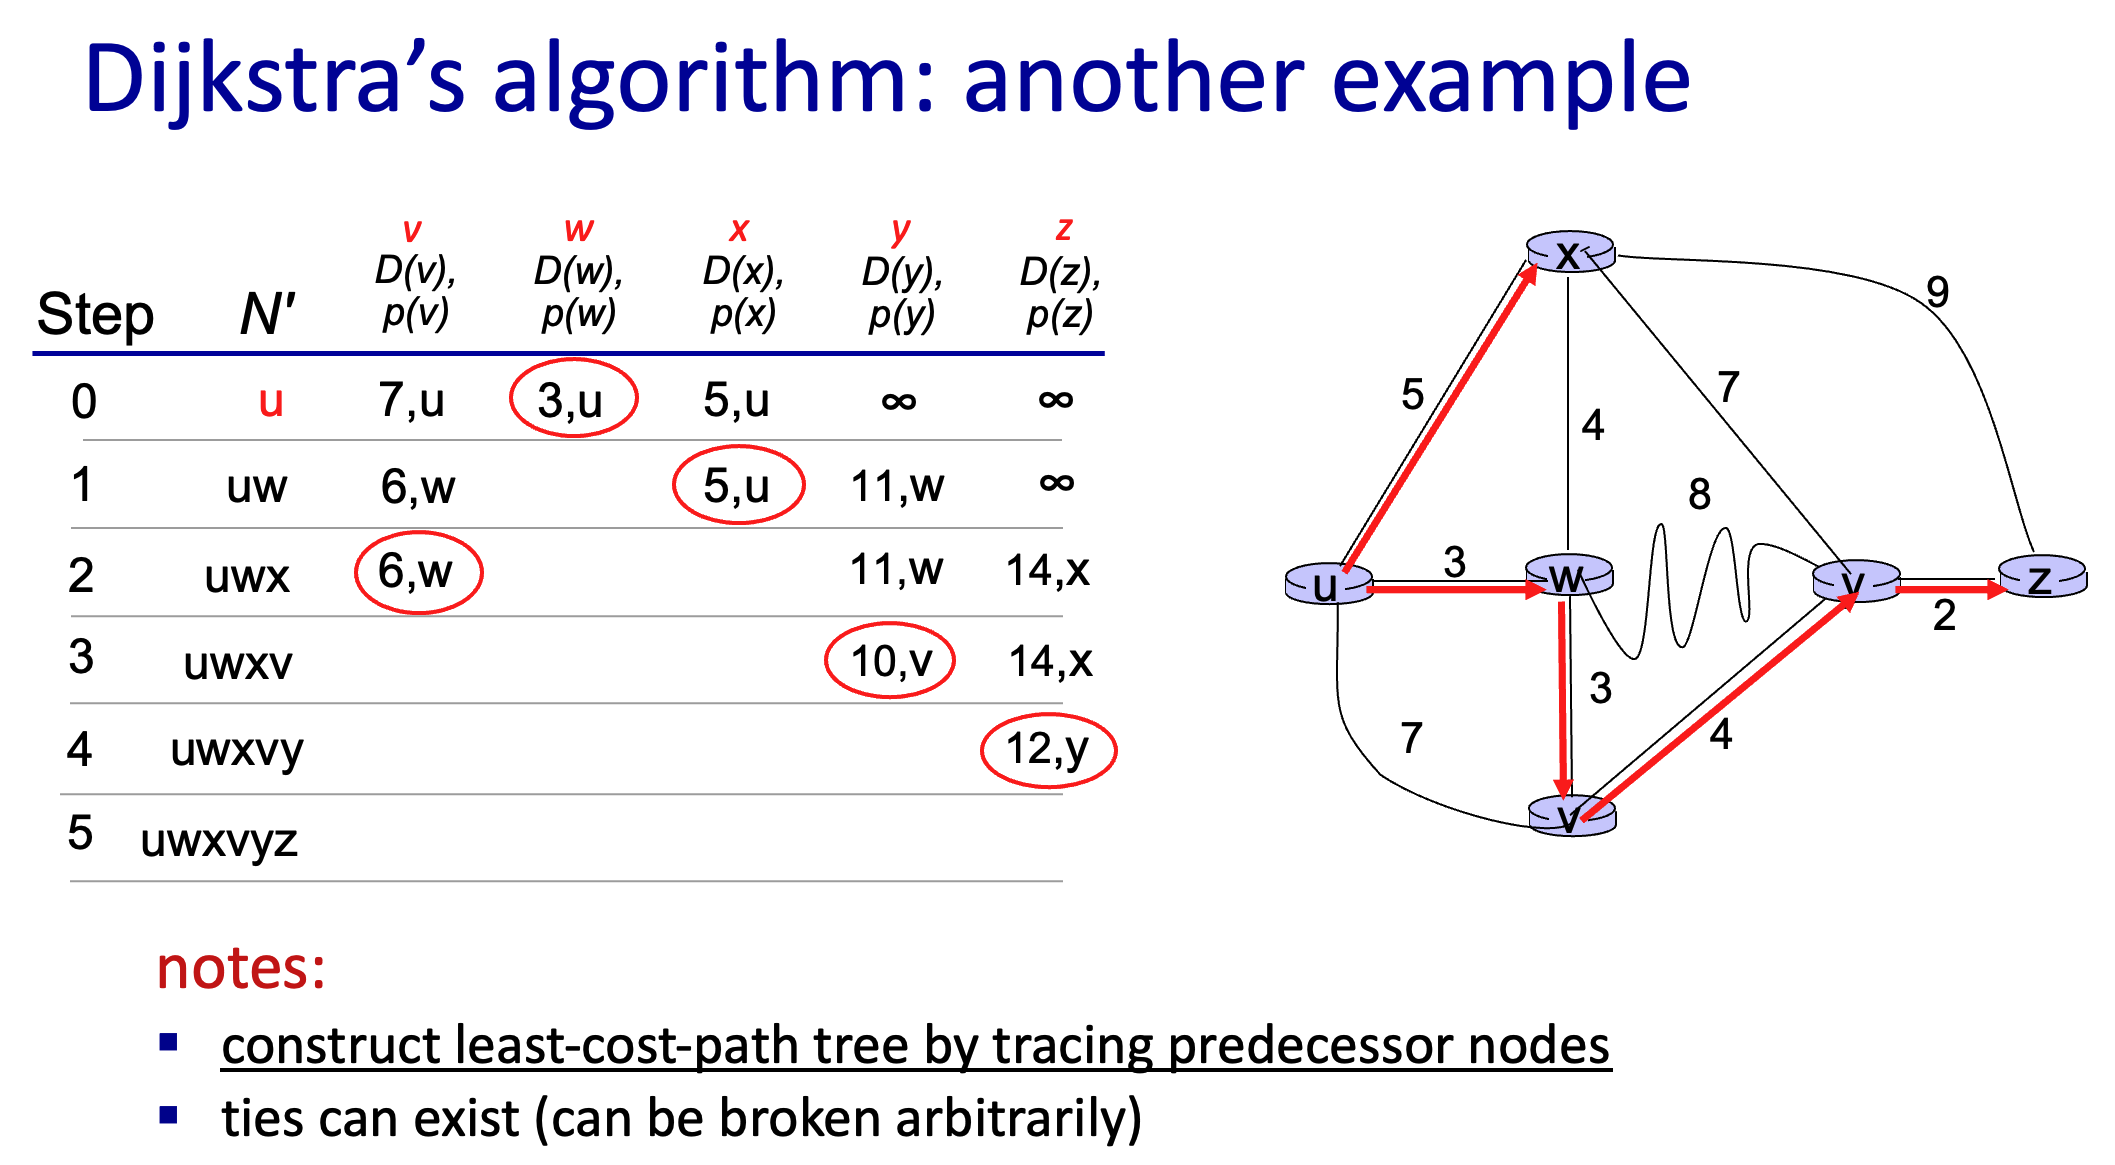 Dijkstra's algorithm: another example
v w x y z
D(v), D(w), D(x), D(y), D(z),
Step N' p(v) p(w) p(x) p(y) p(z)
0 u 7,u 3,u 5,u ∞ ∞
1 uw 6,w 5,u 11,w ∞
2 uwx 6,w 11,w 14,x
3 uwxv 10,v 14,x
4 uwxvy 12,y
5 uwxvyz
x
9
5
7
4
8
3
u
w
y
z
2
3
7
4
v
notes:
▪ construct least-cost-path tree by tracing predecessor nodes
▪ ties can exist (can be broken arbitrarily)